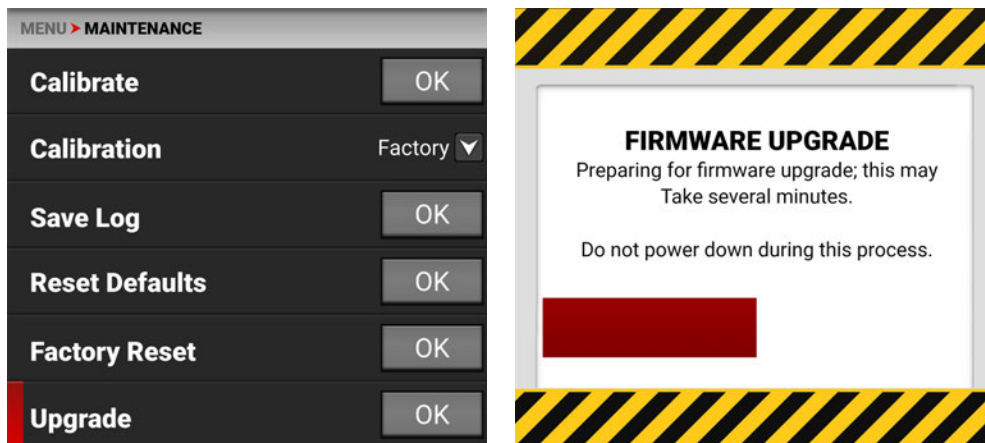 MENU > MAINTENANCE
Calibrate OK
Calibration Factory
Save Log OK
Reset Defaults OK
Factory Reset OK
Upgrade OK
FIRMWARE UPGRADE
Preparing for firmware upgrade; this may
Take several minutes.
Do not power down during this process.